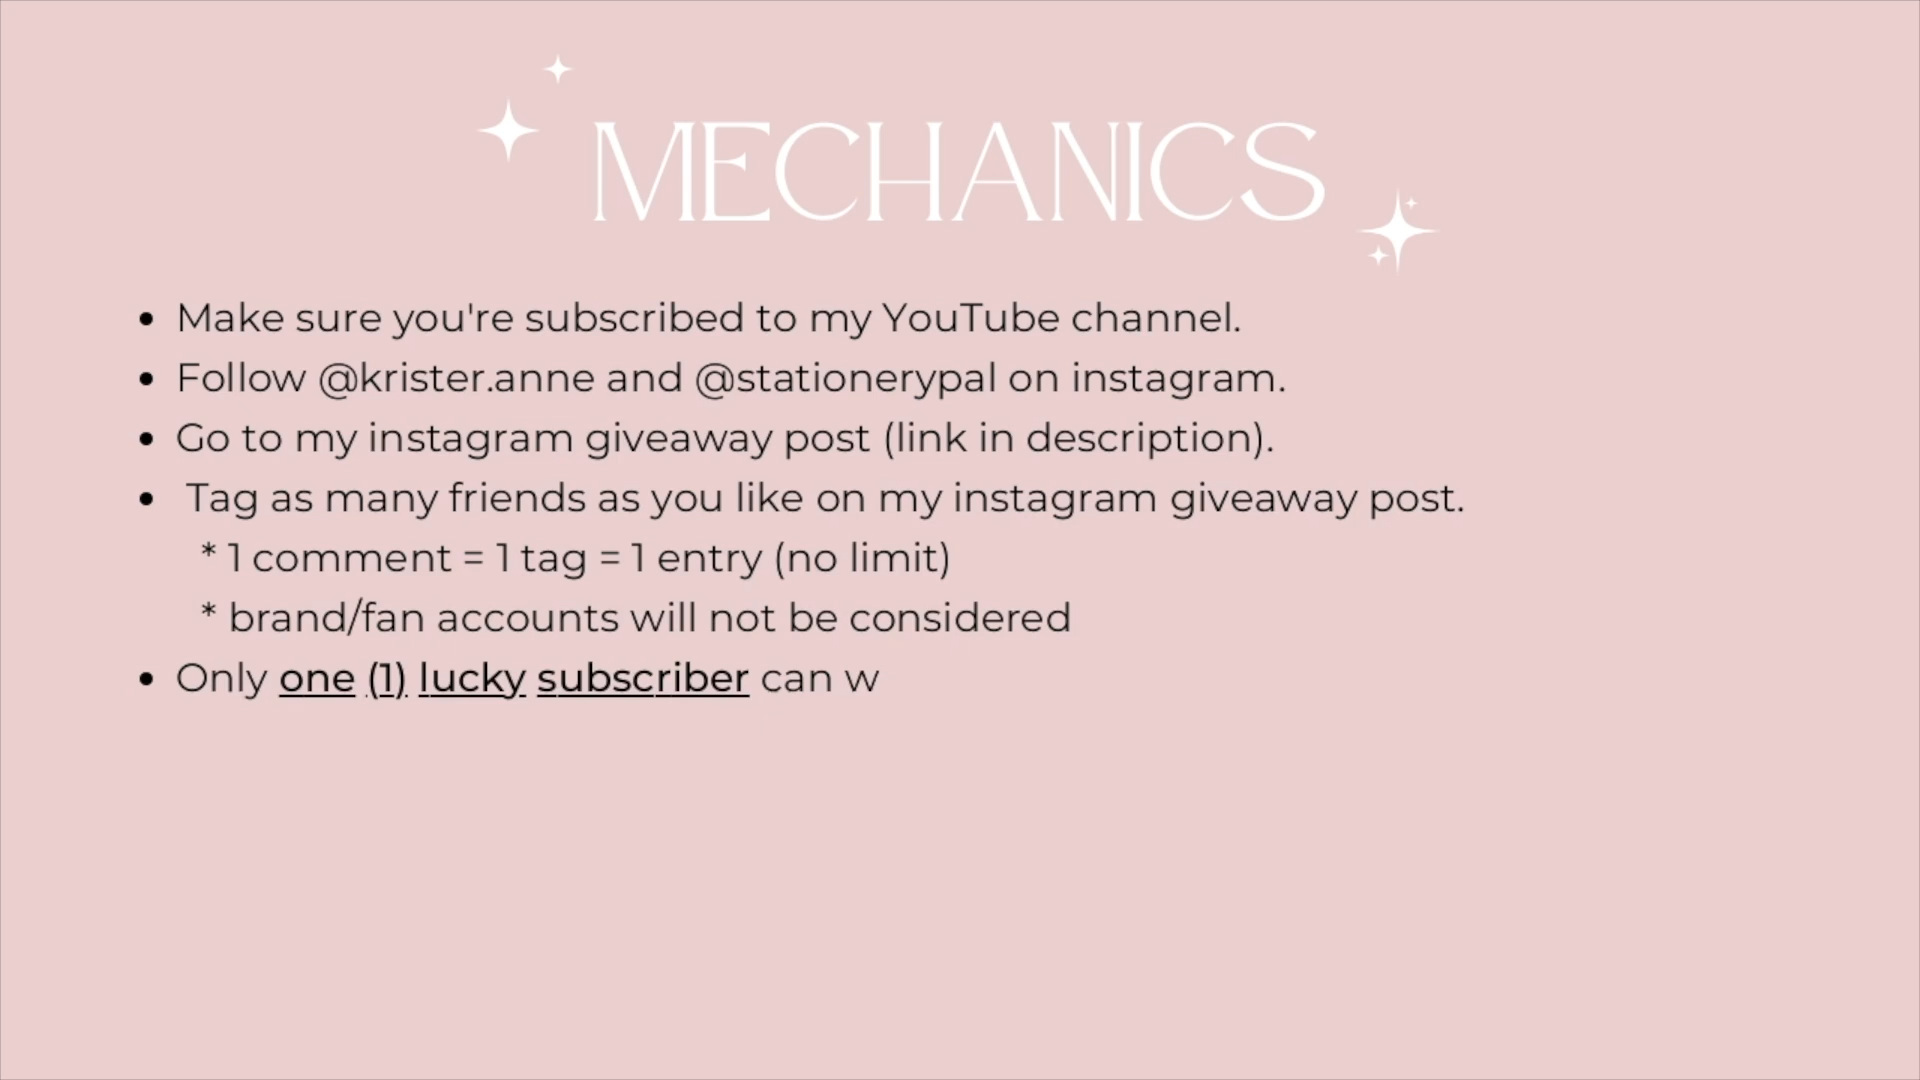 MECHANICS
• Make sure you're subscribed to my YouTube channel.
• Follow @krister.anne and @stationerypal on instagram.
• Go to my instagram giveaway post (link in description).
• Tag as many friends as you like on my instagram giveaway post.
* 1 comment = 1 tag = 1 entry (no limit)
* brand/fan accounts will not be considered
• Only one (1) lucky subscriber can w